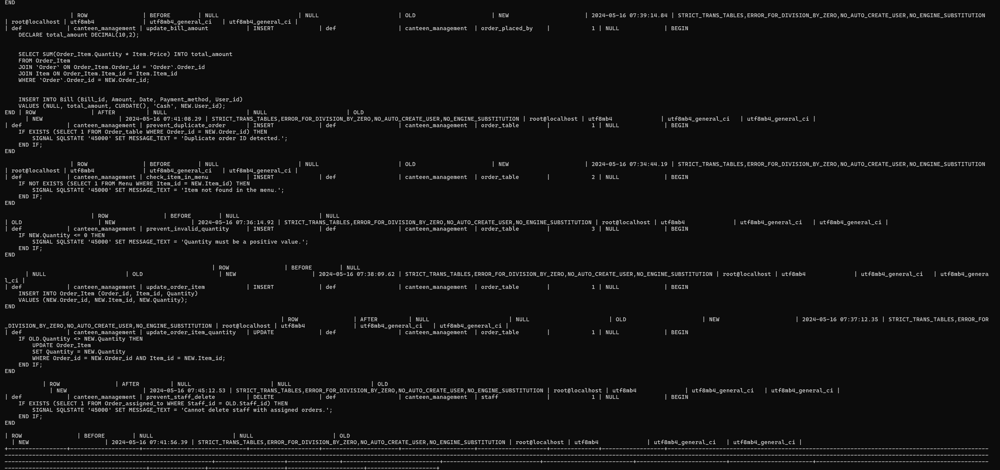 END
| ROW | BEFORE | NULL | NULL | OLD | NEW | 2024-05-16 07:39:14.84 | STRICT_TRANS_TABLES,ERROR_FOR_DIVISION_BY_ZERO,NO_AUTO_CREATE_USER,NO_ENGINE_SUBSTITUTION
| root@localhost | utf8mb4 | utf8mb4_general_ci | utf8mb4_general_ci |
| def | canteen_management | update_bill_amount | INSERT | def | canteen_management | order_placed_by | 1 | NULL | BEGIN
DECLARE total_amount DECIMAL(10,2);
SELECT SUM(Order_Item.Quantity * Item.Price) INTO total_amount
FROM Order_Item
JOIN `Order` ON Order_Item.Order_id = `Order`.Order_id
JOIN Item ON Order_Item.Item_id = Item.Item_id
WHERE `Order`.Order_id = NEW.Order_id;
INSERT INTO Bill (Bill_id, Amount, Date, Payment_method, User_id)
VALUES (NULL, total_amount, CURDATE(), 'Cash', NEW.User_id);
END | ROW | AFTER | NULL | NULL | OLD
| NEW | 2024-05-16 07:41:08.29 | STRICT_TRANS_TABLES,ERROR_FOR_DIVISION_BY_ZERO,NO_AUTO_CREATE_USER,NO_ENGINE_SUBSTITUTION | root@localhost | utf8mb4 | utf8mb4_general_ci | utf8mb4_general_ci |
| def | canteen_management | prevent_duplicate_order | INSERT | def | canteen_management | order_table | 1 | NULL | BEGIN
IF EXISTS (SELECT 1 FROM Order_table WHERE Order_id = NEW.Order_id) THEN
SIGNAL SQLSTATE '45000' SET MESSAGE_TEXT = 'Duplicate order ID detected.';
END IF;
END
| ROW | BEFORE | NULL | NULL | OLD | NEW | 2024-05-16 07:34:44.19 | STRICT_TRANS_TABLES,ERROR_FOR_DIVISION_BY_ZERO,NO_AUTO_CREATE_USER,NO_ENGINE_SUBSTITUTION
| root@localhost | utf8mb4 | utf8mb4_general_ci | utf8mb4_general_ci |
| def | canteen_management | check_item_in_menu | INSERT | def | canteen_management | order_table | 2 | NULL | BEGIN
IF NOT EXISTS (SELECT 1 FROM Menu WHERE Item_id = NEW.Item_id) THEN
SIGNAL SQLSTATE '45000' SET MESSAGE_TEXT = 'Item not found in the menu.';
END IF;
END
| ROW | BEFORE | NULL | NULL
| OLD | NEW | 2024-05-16 07:36:14.92 | STRICT_TRANS_TABLES,ERROR_FOR_DIVISION_BY_ZERO,NO_AUTO_CREATE_USER,NO_ENGINE_SUBSTITUTION | root@localhost | utf8mb4 | utf8mb4_general_ci | utf8mb4_general_ci |
| def | canteen_management | prevent_invalid_quantity | INSERT | def | canteen_management | order_table | 3 | NULL | BEGIN
IF NEW.Quantity <= 0 THEN
SIGNAL SQLSTATE '45000' SET MESSAGE_TEXT = 'Quantity must be a positive value.';
END IF;
END
| ROW | BEFORE | NULL
| NULL | OLD | NEW | 2024-05-16 07:38:09.62 | STRICT_TRANS_TABLES,ERROR_FOR_DIVISION_BY_ZERO,NO_AUTO_CREATE_USER,NO_ENGINE_SUBSTITUTION | root@localhost | utf8mb4 | utf8mb4_general_ci | utf8mb4_genera
l_ci |
| def | canteen_management | update_order_item | INSERT | def | canteen_management | order_table | 1 | NULL | BEGIN
INSERT INTO Order_Item (Order_id, Item_id, Quantity)
VALUES (NEW.Order_id, NEW.Item_id, NEW.Quantity);
END
| ROW | AFTER | NULL | NULL | OLD | NEW | 2024-05-16 07:37:12.35 | STRICT_TRANS_TABLES,ERROR_FOR
_DIVISION_BY_ZERO,NO_AUTO_CREATE_USER,NO_ENGINE_SUBSTITUTION | root@localhost | utf8mb4 | utf8mb4_general_ci | utf8mb4_general_ci |
| def | canteen_management | update_order_item_quantity | UPDATE | def | canteen_management | order_table | 1 | NULL | BEGIN
IF OLD.Quantity <> NEW.Quantity THEN
UPDATE Order_Item
SET Quantity = NEW.Quantity
WHERE Order_id = NEW.Order_id AND Item_id = NEW.Item_id;
END IF;
END
| ROW | AFTER | NULL | NULL | OLD
| NEW | 2024-05-16 07:45:12.53 | STRICT_TRANS_TABLES,ERROR_FOR_DIVISION_BY_ZERO,NO_AUTO_CREATE_USER,NO_ENGINE_SUBSTITUTION | root@localhost | utf8mb4 | utf8mb4_general_ci | utf8mb4_general_ci |
| def | canteen_management | prevent_staff_delete | DELETE | def | canteen_management | staff | 1 | NULL | BEGIN
IF EXISTS (SELECT 1 FROM Order_assigned_to WHERE Staff_id = OLD.Staff_id) THEN
SIGNAL SQLSTATE '45000' SET MESSAGE_TEXT = 'Cannot delete staff with assigned orders.';
END IF;
END
| ROW | BEFORE | NULL | NULL | OLD
| NEW | 2024-05-16 07:41:56.39 | STRICT_TRANS_TABLES,ERROR_FOR_DIVISION_BY_ZERO,NO_AUTO_CREATE_USER,NO_ENGINE_SUBSTITUTION | root@localhost | utf8mb4 | utf8mb4_general_ci | utf8mb4_general_ci |